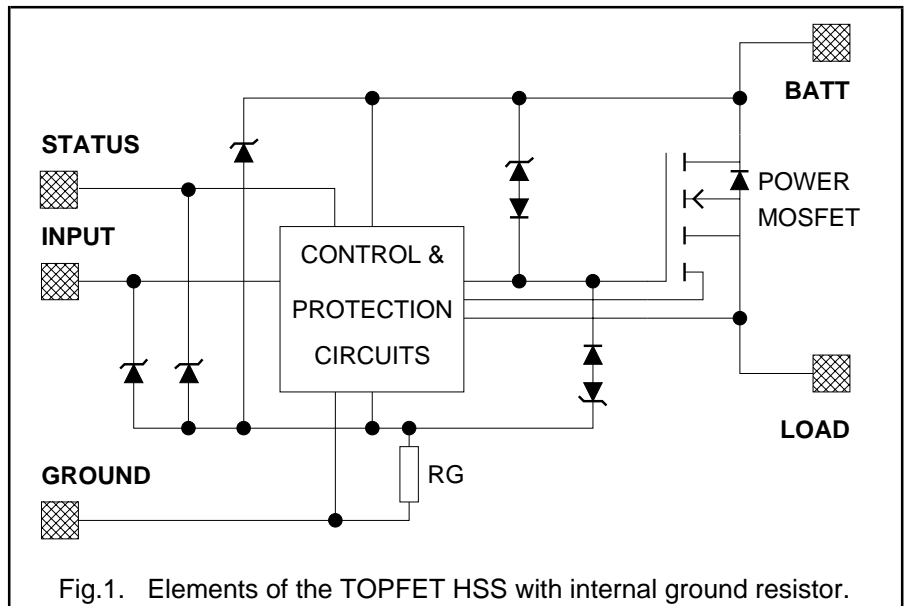 BATT
STATUS
POWER
MOSFET
INPUT
CONTROL &
PROTECTION
CIRCUITS
LOAD
GROUND
RG
Fig.1. Elements of the TOPFET HSS with internal ground resistor.